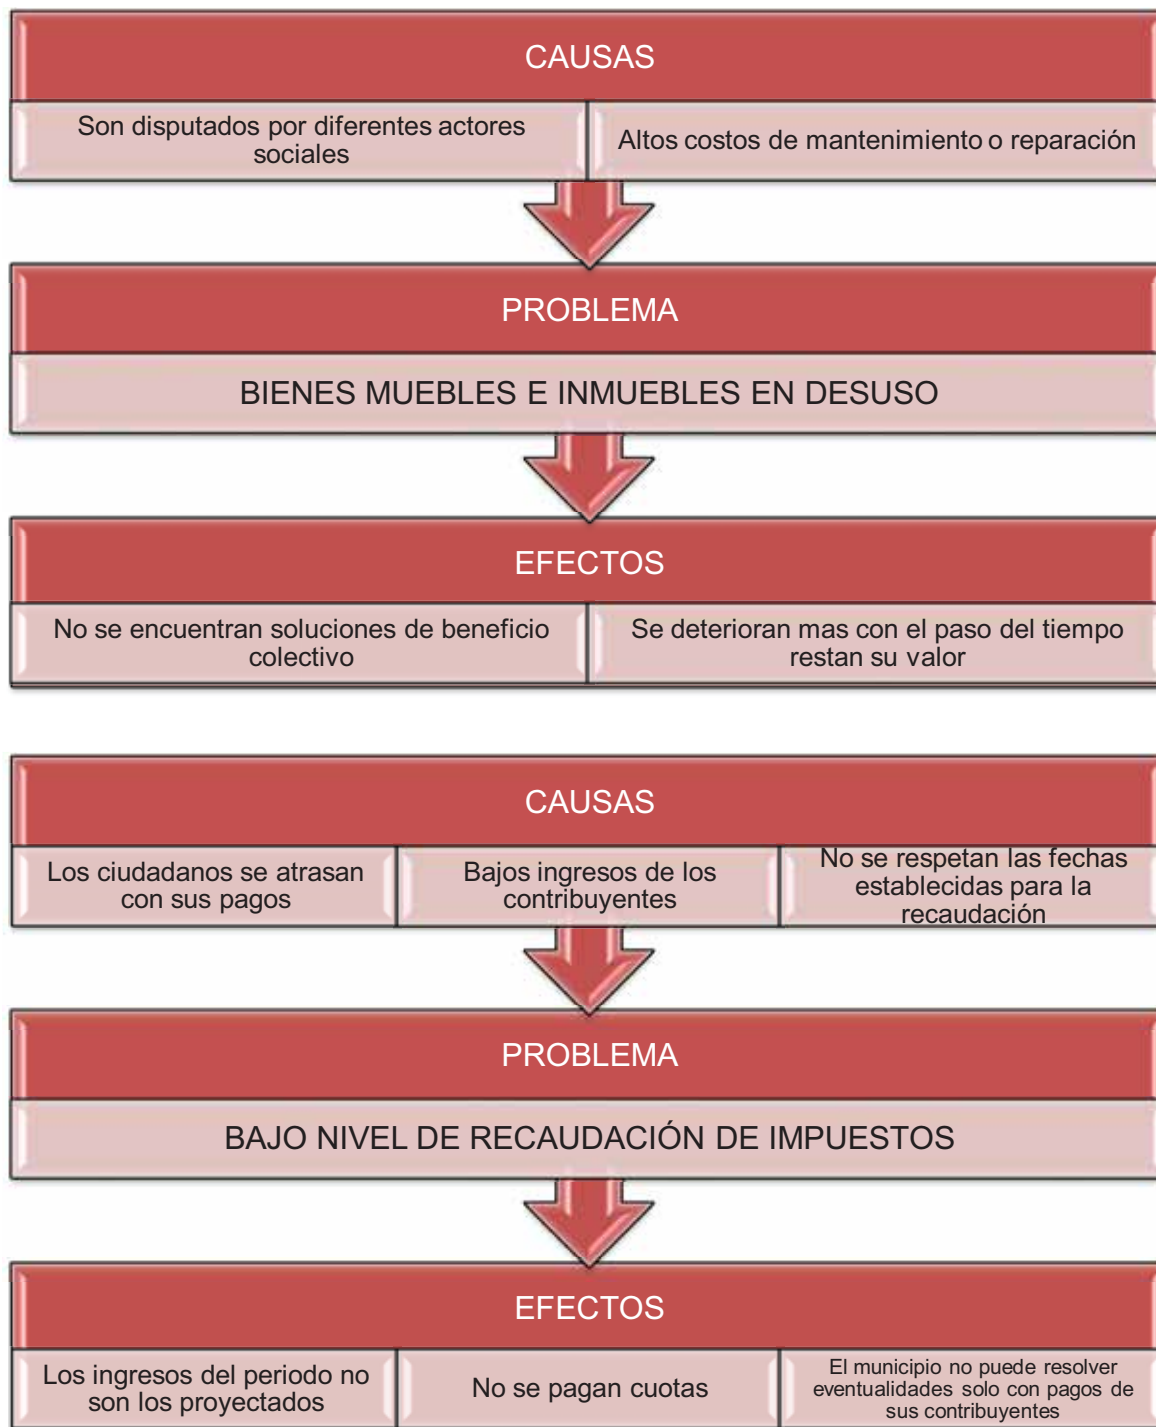 CAUSAS
Son disputados por diferentes actores
sociales
Altos costos de mantenimiento o reparación
PROBLEMA
BIENES MUEBLES E INMUEBLES EN DESUSO
EFECTOS
No se encuentran soluciones de beneficio
colectivo
Se deterioran mas con el paso del tiempo
restan su valor
CAUSAS
Los ciudadanos se atrasan
con sus pagos
Bajos ingresos de los
contribuyentes
No se respetan las fechas
establecidas para la
recaudación
PROBLEMA
BAJO NIVEL DE RECAUDACIÓN DE IMPUESTOS
EFECTOS
Los ingresos del periodo no
son los proyectados
No se pagan cuotas
El municipio no puede resolver
eventualidades solo con pagos de
sus contribuyentes